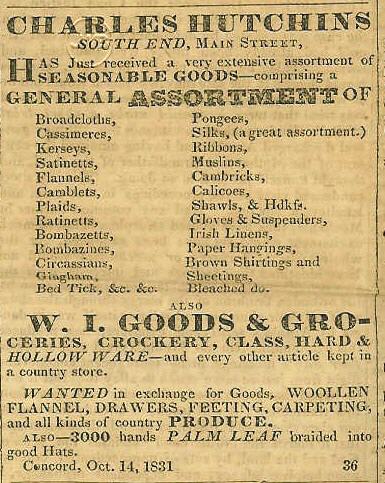 CHARLES HUTCHINS
SOUTH END, MAIN STREET,
HAS Just received a very extensive assortment of
SEASONABLE GOODS—comprising a
GENERAL ASSORTMENT OF
Broadcloths,
Cassimeres,
Kerseys,
Satinetts,
Flannels,
Camblets,
Plaids,
Ratinetts,
Bombazetts,
Bombazines,
Circassians,
Gingham,
Bed Tick, &c. &c.
Pongees,
Silks, (a great assortment.)
Ribbons,
Muslins,
Cambricks,
Calicoes,
Shawls, & Hdkfs.
Gloves & Suspenders,
Irish Linens,
Paper Hangings,
Brown Shirtings and
Sheetings,
Bleached do.
ALSO
W. I. GOODS & GRO-
CERIES, CROCKERY, CLASS, HARD &
HOLLOW WARE—and every other article kept in
a country store.
WANTED in exchange for Goods, WOOLLEN
FLANNEL, DRAWERS, FEETING, CARPETING,
and all kinds of country PRODUCE.
ALSO—3000 hands PALM LEAF braided into
good Hats.
Concord, Oct. 14, 1831 36